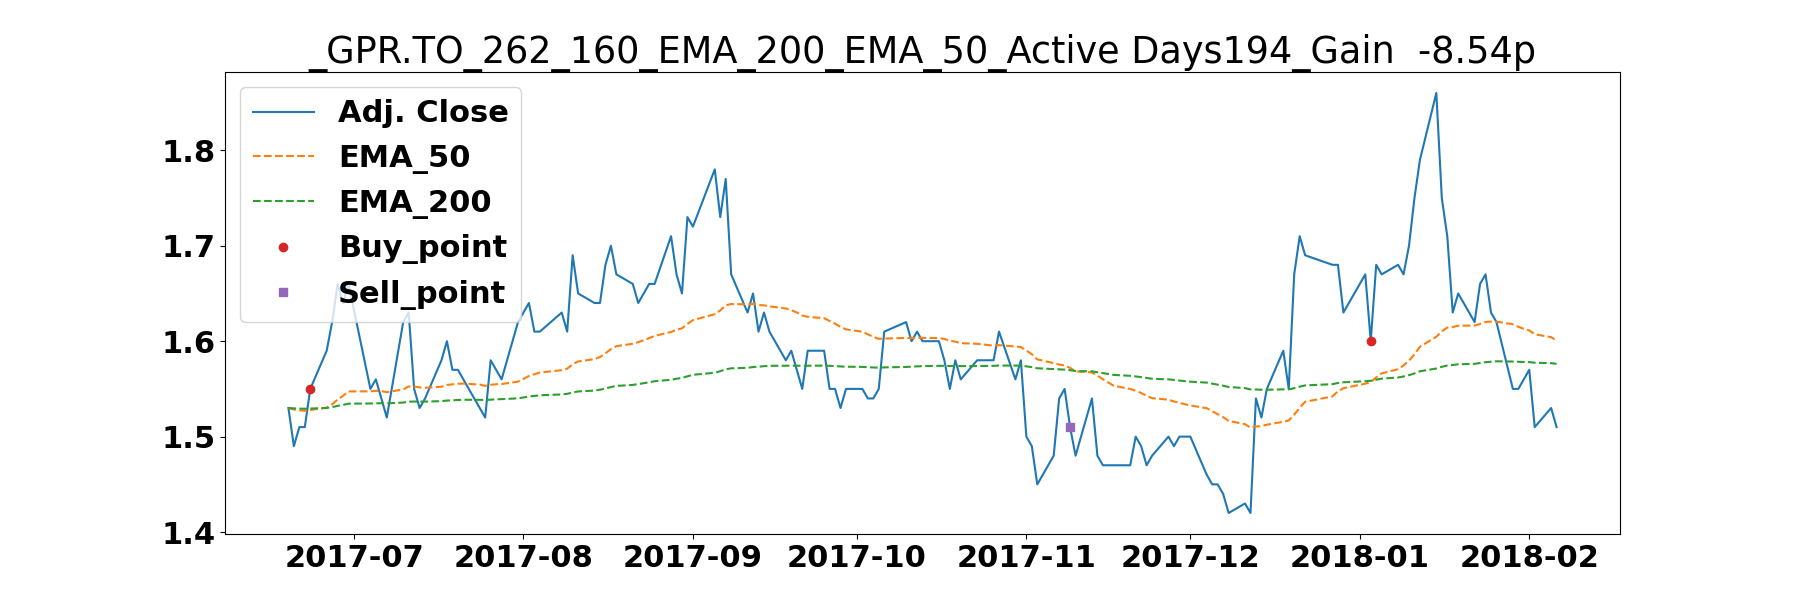 _GPR.TO_262_160_EMA_200_EMA_50_Active Days194_Gain  -8.54p
Adj. Close
EMA_50
EMA_200
Buy_point
Sell_point
1.8
1.7
1.6
1.5
1.4
2017-07 2017-08 2017-09 2017-10 2017-11 2017-12 2018-01 2018-02